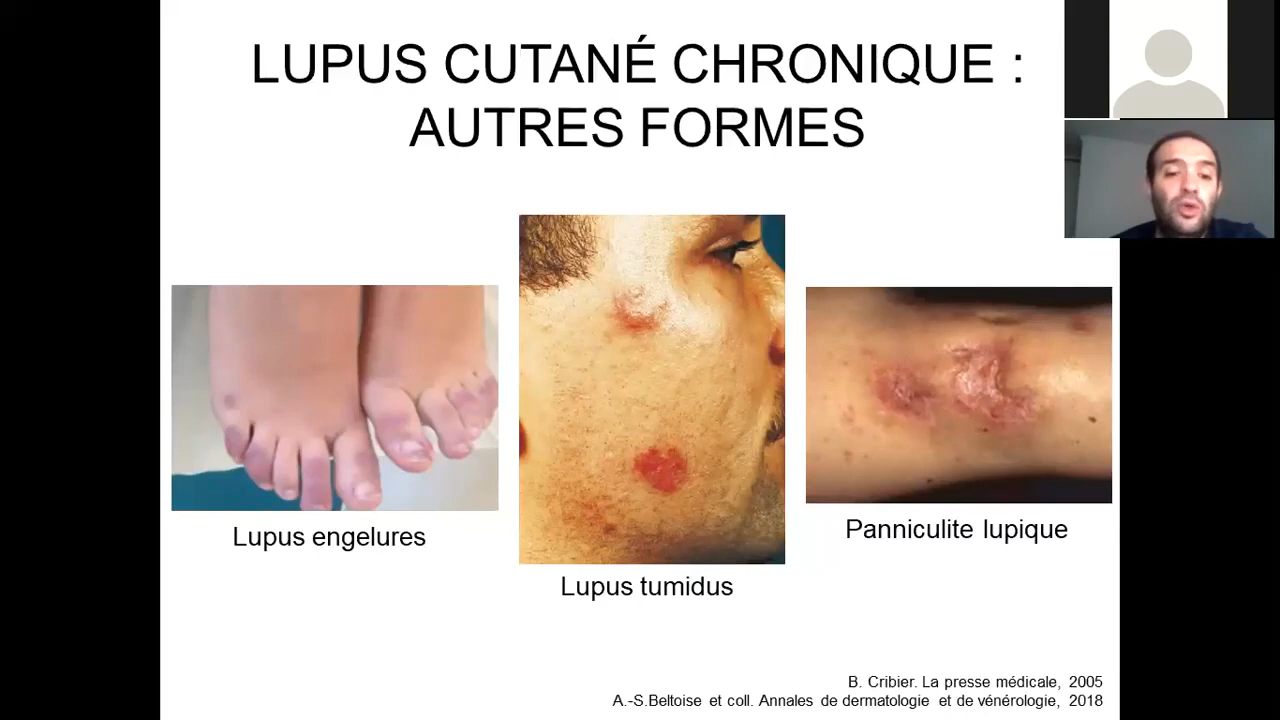 LUPUS CUTANÉ CHRONIQUE :
AUTRES FORMES
Lupus engelures
Lupus tumidus
Panniculite lupique
B. Cribier. La presse médicale, 2005
A.-S.Beltoise et coll. Annales de dermatologie et de vénérologie, 2018